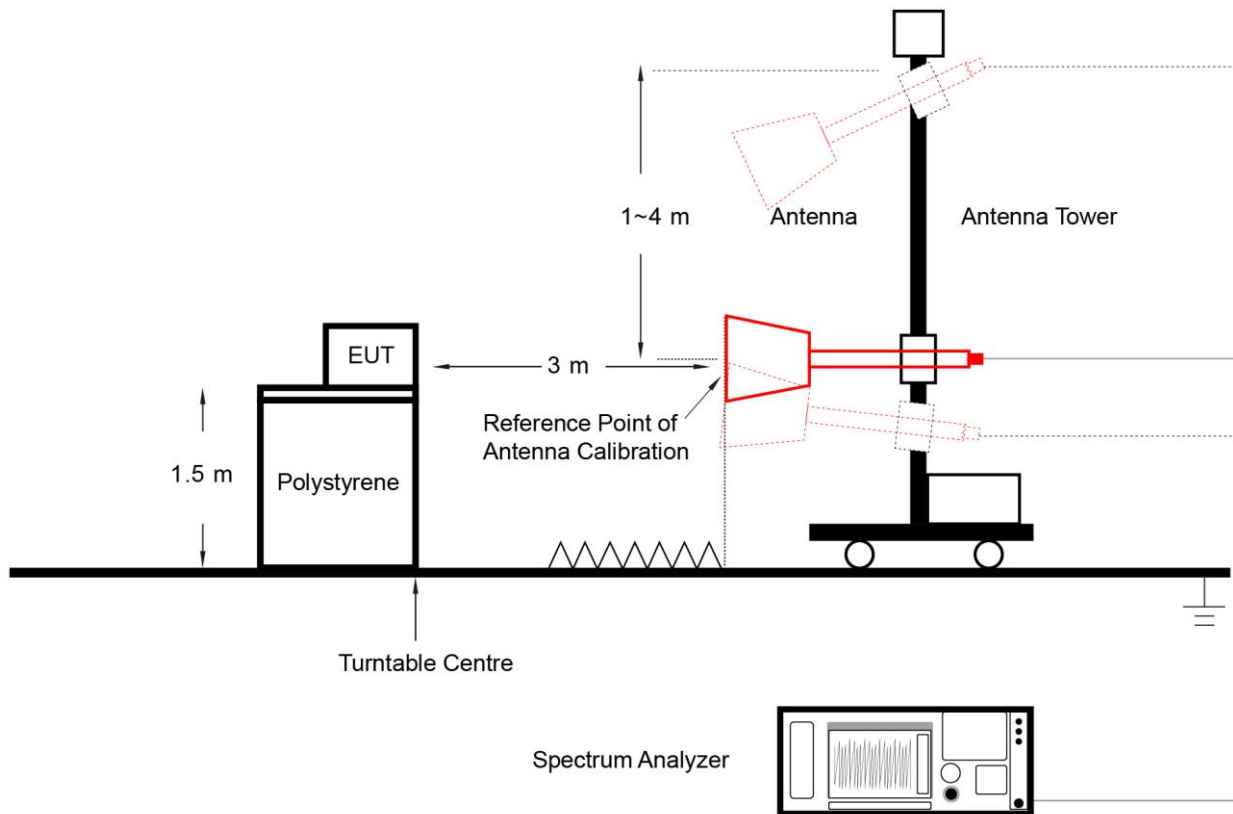 1~4 m
Antenna
Antenna Tower
EUT
3 m
Reference Point of
Antenna Calibration
1.5 m
Polystyrene
Turntable Centre
Spectrum Analyzer